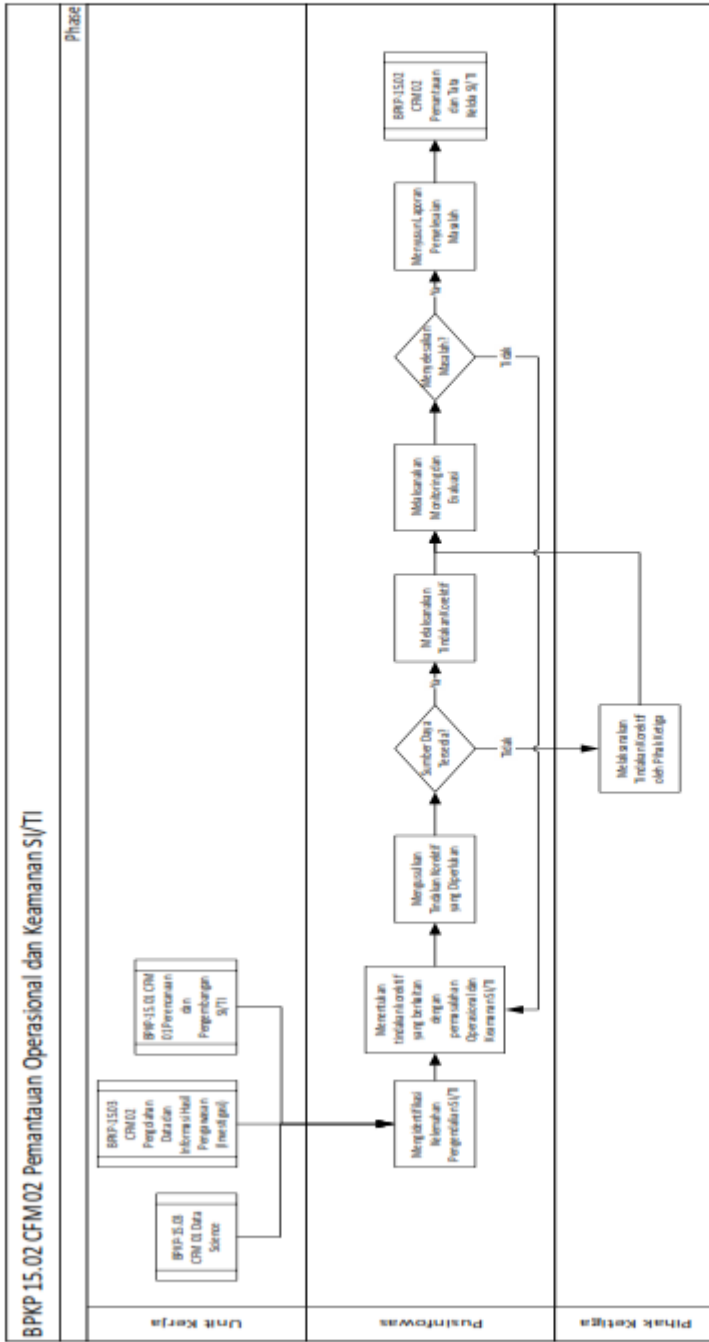 BPKP 15.02 CFM 02 Pemantauan Operasional dan Keamanan SI/TI
Phase
Unit Kerja
BPKP-15.03
CFM 01 Data
Science
BPKP-15.03
CFM 02
Pengolahan
Data dan
Informasi Hasil
Pengawasan
(Investigasi)
BPKP-15.01 CFM
01 Perencanaan
dan
Pengembangan
SI/TI
Pusinfowas
Mengidentifikasi
Kelemahan
Pengendalian SI/TI
Menentukan
tindakan korektif
yang berkaitan
dengan
permasalahan
Operasional dan
Keamanan SI/TI
Mengusulkan
Tindakan Korektif
yang Diperlukan
Sumber Daya
Tersedia?
Ya
Tidak
Melaksanakan
Tindakan Korektif
Melaksanakan
Monitoring dan
Evaluasi
Menyelesaikan
Masalah?
Ya
Tidak
Menyusun Laporan
Penyelesaian
Masalah
BPKP-15.02
CFM 02
Pemantauan
dan Tata
Kelola SI/TI
Pihak Ketiga
Melaksanakan
Tindakan Korektif
oleh Pihak Ketiga